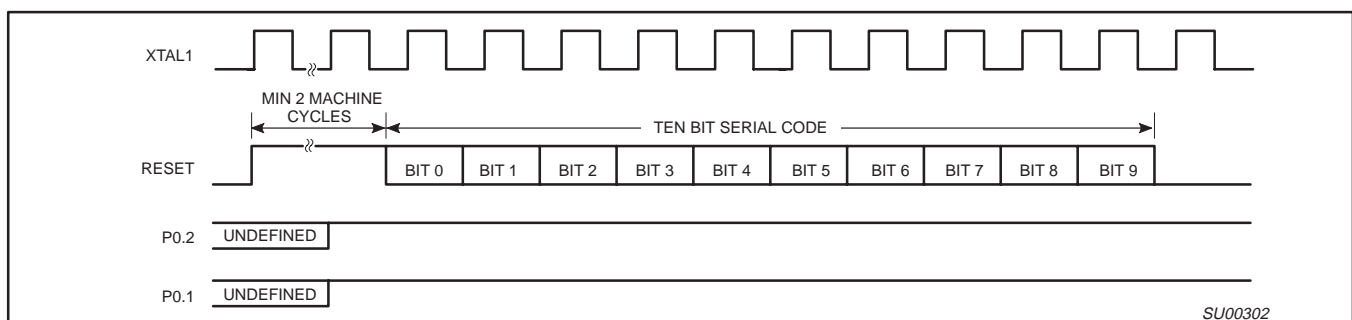 XTAL1
MIN 2 MACHINE
CYCLES
TEN BIT SERIAL CODE
RESET
BIT 0 BIT 1 BIT 2 BIT 3 BIT 4 BIT 5 BIT 6 BIT 7 BIT 8 BIT 9
P0.2 UNDEFINED
P0.1 UNDEFINED
SU00302